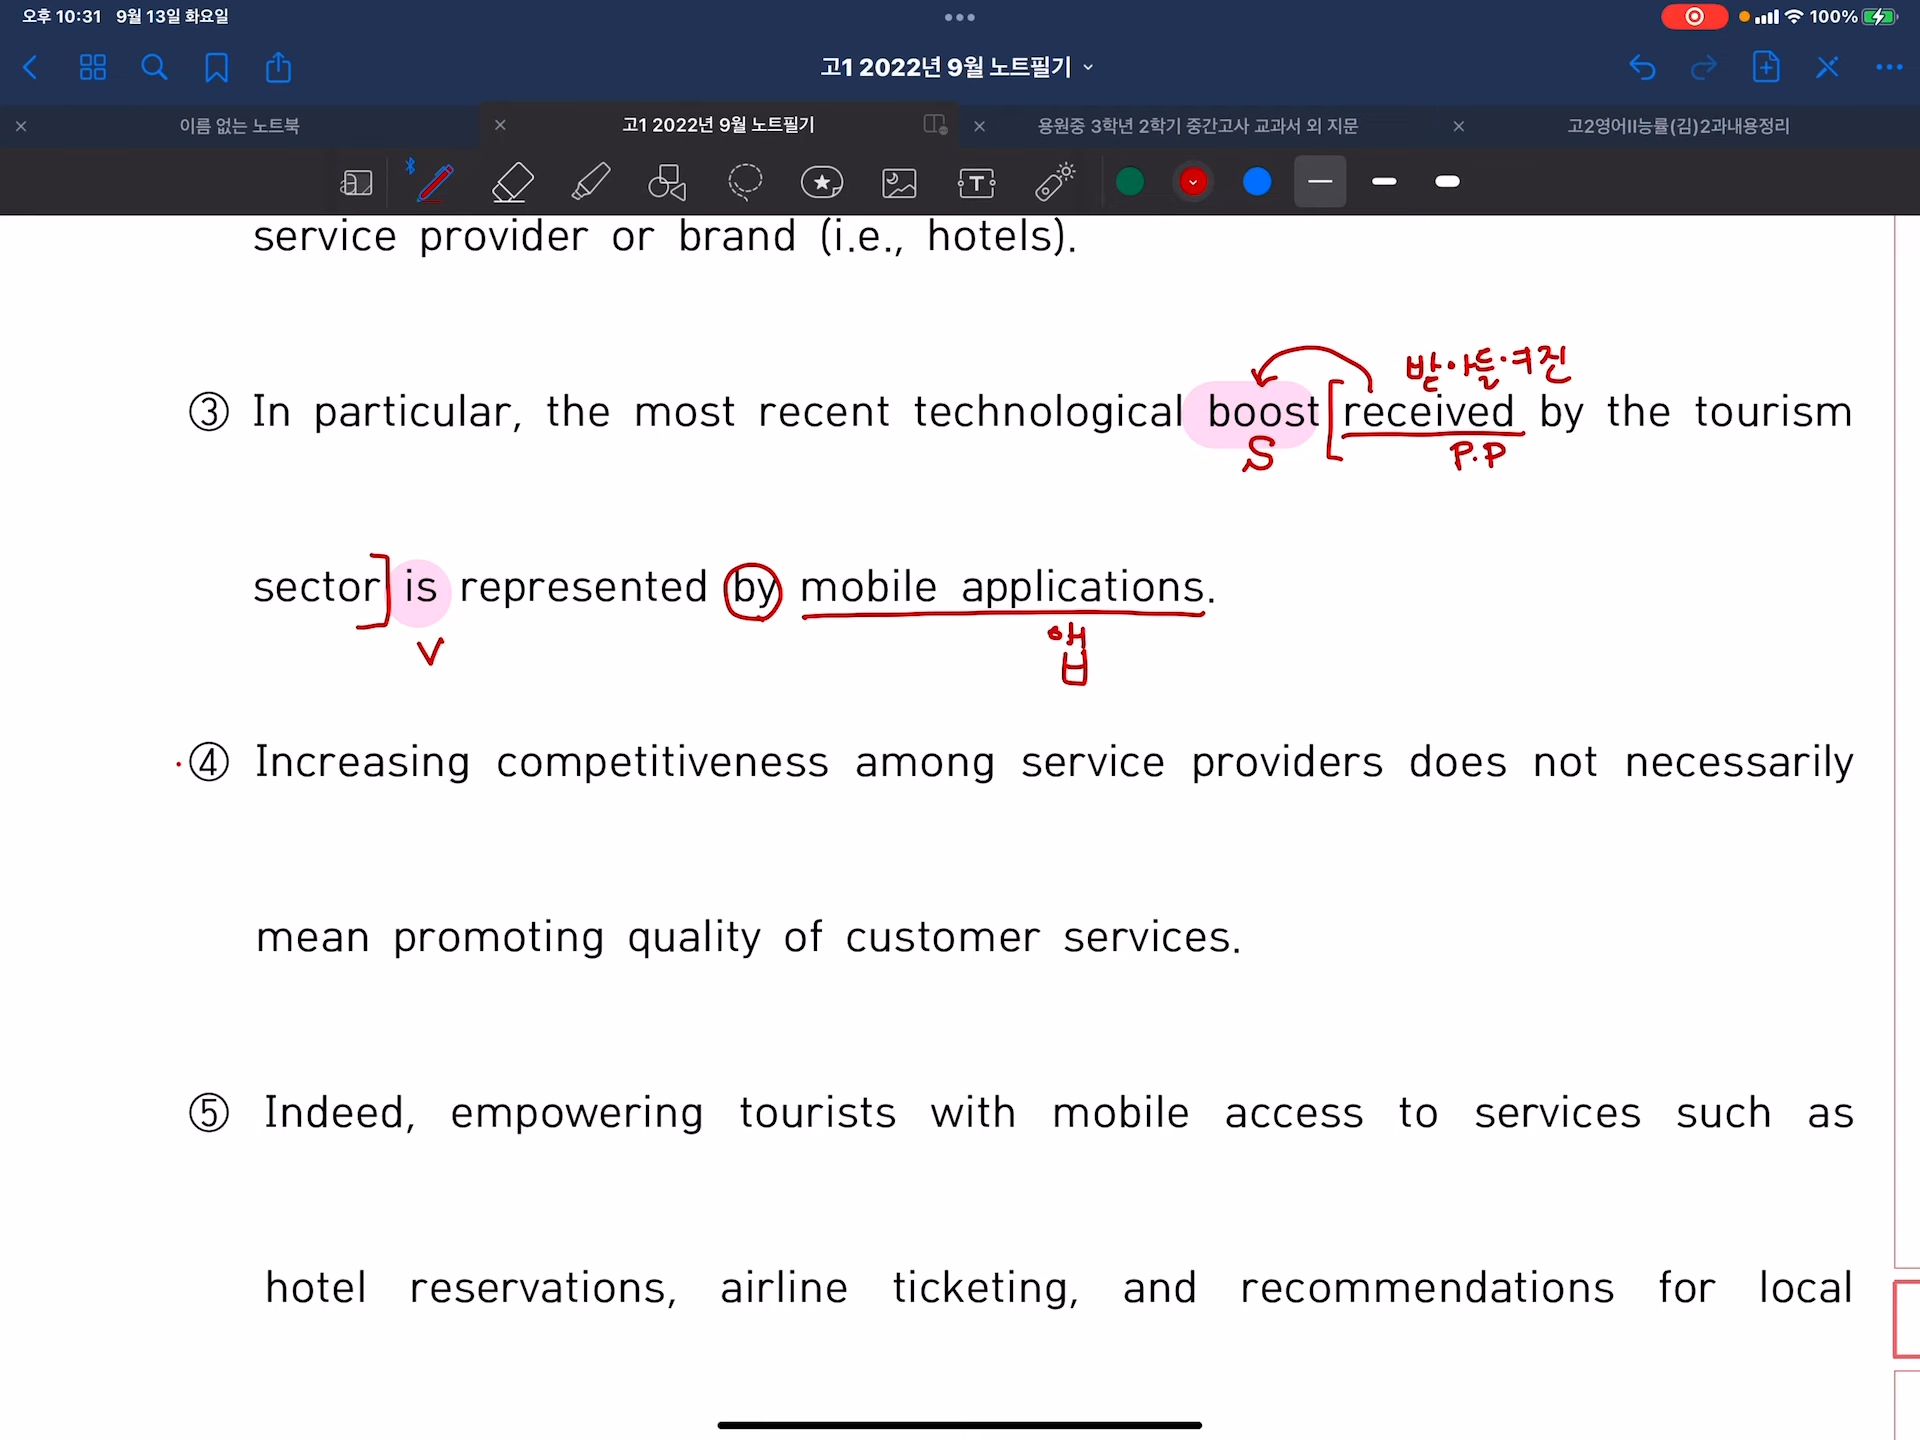 오후 10:31 9월 13일 화요일
100%
고1 2022년 9월 노트필기
이름 없는 노트북
고1 2022년 9월 노트필기
용원중 3학년 2학기 중간고사 교과서 외 지문
고2영어II능률(김)2과내용정리
service provider or brand (i.e., hotels).
받아들여진
③ In particular, the most recent technological boost [received by the tourism
S P.P
sector] is represented by mobile applications.
V 앱
④ Increasing competitiveness among service providers does not necessarily
mean promoting quality of customer services.
⑤ Indeed, empowering tourists with mobile access to services such as
hotel reservations, airline ticketing, and recommendations for local